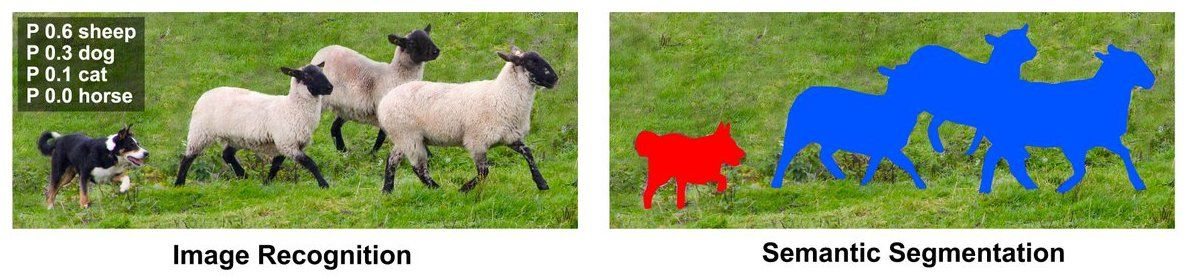 P 0.6 sheep
P 0.3 dog
P 0.1 cat
P 0.0 horse
Image Recognition
Semantic Segmentation